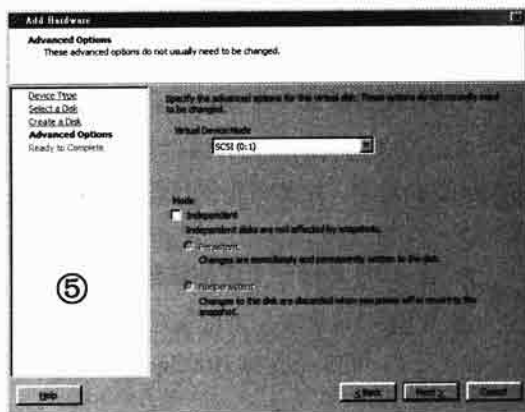 Add Hardware
Advanced Options
These advanced options do not usually need to be changed.
Device Type
Select a Disk
Create a Disk
Advanced Options
Ready to Complete
Specify the advanced options for this virtual disk. These options do not normally need
to be changed.
Virtual Device Node
SCSI (0:1)
Mode
Independent
Independent disks are not affected by snapshots.
Persistent
Changes are immediately and permanently written to the disk.
Nonpersistent
Changes to the disk are discarded when you power off or revert to the
snapshot.
⑤
Help
< Back
Next >
Cancel